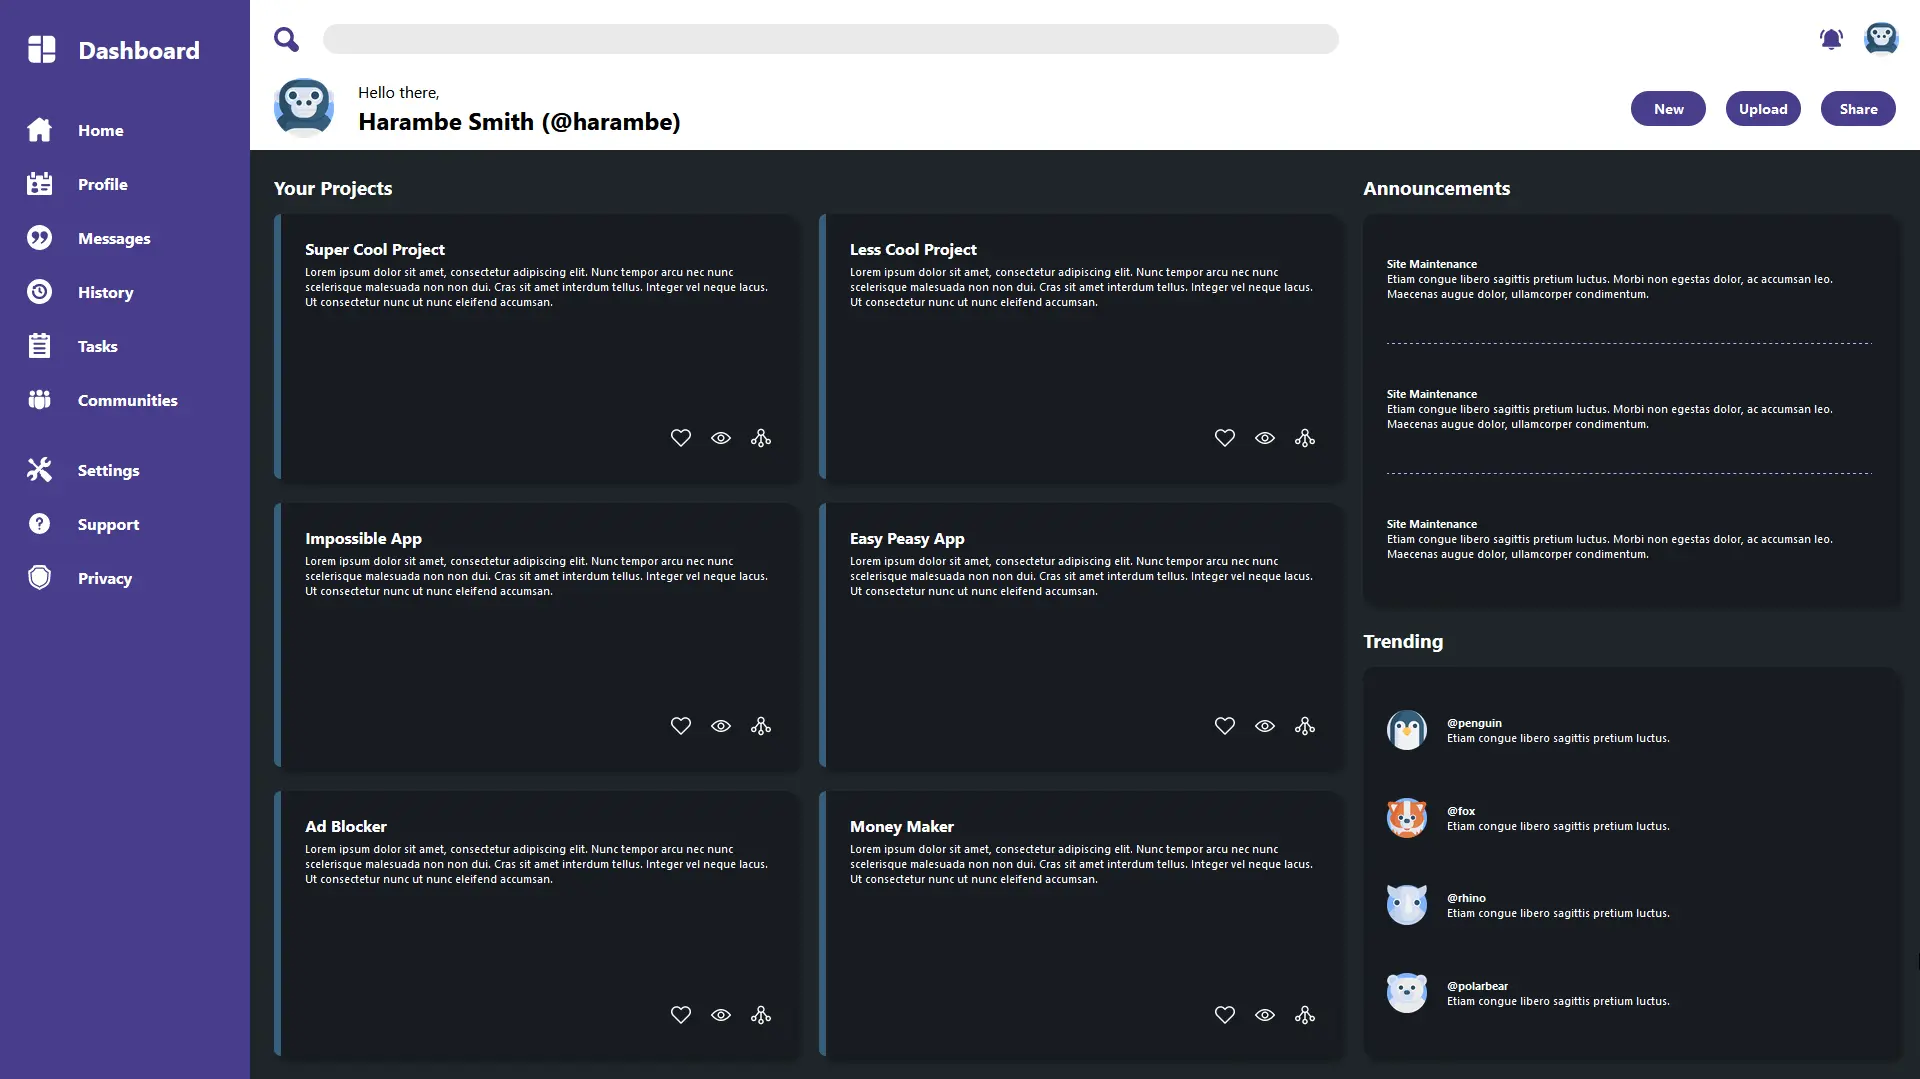 Dashboard
Home
Profile
Messages
History
Tasks
Communities
Settings
Support
Privacy
Hello there,
Harambe Smith (@harambe)
New
Upload
Share
Your Projects
Super Cool Project
Lorem ipsum dolor sit amet, consectetur adipiscing elit. Nunc tempor arcu nec nunc
scelerisque malesuada non non dui. Cras sit amet interdum tellus. Integer vel neque lacus.
Ut consectetur nunc ut nunc eleifend accumsan.
Less Cool Project
Lorem ipsum dolor sit amet, consectetur adipiscing elit. Nunc tempor arcu nec nunc
scelerisque malesuada non non dui. Cras sit amet interdum tellus. Integer vel neque lacus.
Ut consectetur nunc ut nunc eleifend accumsan.
Impossible App
Lorem ipsum dolor sit amet, consectetur adipiscing elit. Nunc tempor arcu nec nunc
scelerisque malesuada non non dui. Cras sit amet interdum tellus. Integer vel neque lacus.
Ut consectetur nunc ut nunc eleifend accumsan.
Easy Peasy App
Lorem ipsum dolor sit amet, consectetur adipiscing elit. Nunc tempor arcu nec nunc
scelerisque malesuada non non dui. Cras sit amet interdum tellus. Integer vel neque lacus.
Ut consectetur nunc ut nunc eleifend accumsan.
Ad Blocker
Lorem ipsum dolor sit amet, consectetur adipiscing elit. Nunc tempor arcu nec nunc
scelerisque malesuada non non dui. Cras sit amet interdum tellus. Integer vel neque lacus.
Ut consectetur nunc ut nunc eleifend accumsan.
Money Maker
Lorem ipsum dolor sit amet, consectetur adipiscing elit. Nunc tempor arcu nec nunc
scelerisque malesuada non non dui. Cras sit amet interdum tellus. Integer vel neque lacus.
Ut consectetur nunc ut nunc eleifend accumsan.
Announcements
Site Maintenance
Etiam congue libero sagittis pretium luctus. Morbi non egestas dolor, ac accumsan leo.
Maecenas augue dolor, ullamcorper condimentum.
Site Maintenance
Etiam congue libero sagittis pretium luctus. Morbi non egestas dolor, ac accumsan leo.
Maecenas augue dolor, ullamcorper condimentum.
Site Maintenance
Etiam congue libero sagittis pretium luctus. Morbi non egestas dolor, ac accumsan leo.
Maecenas augue dolor, ullamcorper condimentum.
Trending
@penguin
Etiam congue libero sagittis pretium luctus.
@fox
Etiam congue libero sagittis pretium luctus.
@rhino
Etiam congue libero sagittis pretium luctus.
@polarbear
Etiam congue libero sagittis pretium luctus.